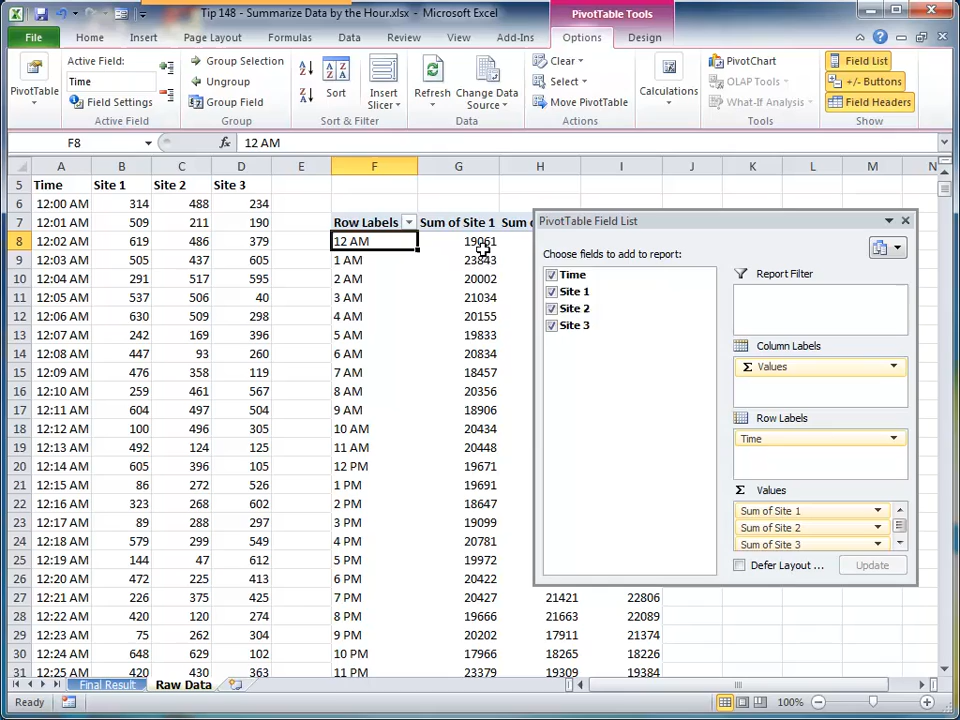 Tip 148 - Summarize Data by the Hour.xlsx - Microsoft Excel
PivotTable Tools
File Home Insert Page Layout Formulas Data Review View Add-Ins Options Design
PivotTable
Active Field:
Time
Field Settings
Active Field
Group Selection
Ungroup
Group Field
Group
Sort
Insert Slicer
Sort & Filter
Refresh
Change Data Source
Data
Clear
Select
Move PivotTable
Actions
Calculations
PivotChart
OLAP Tools
What-If Analysis
Tools
Field List
+/- Buttons
Field Headers
Show
F8 fx 12 AM
A B C D E F G H I J K L M N
5 Time Site 1 Site 2 Site 3
6 12:00 AM 314 488 234
7 12:01 AM 509 211 190 Row Labels Sum of Site 1 Sum o
8 12:02 AM 619 486 379 12 AM 19061
9 12:03 AM 505 437 605 1 AM 23843
10 12:04 AM 291 517 595 2 AM 20002
11 12:05 AM 537 506 40 3 AM 21034
12 12:06 AM 630 509 298 4 AM 20155
13 12:07 AM 242 169 396 5 AM 19833
14 12:08 AM 447 93 260 6 AM 20834
15 12:09 AM 476 358 119 7 AM 18457
16 12:10 AM 259 461 567 8 AM 20356
17 12:11 AM 604 497 504 9 AM 18906
18 12:12 AM 100 496 305 10 AM 20434
19 12:13 AM 492 124 125 11 AM 20448
20 12:14 AM 605 396 105 12 PM 19671
21 12:15 AM 86 272 526 1 PM 19691
22 12:16 AM 323 268 602 2 PM 18647
23 12:17 AM 89 288 297 3 PM 19099
24 12:18 AM 579 299 549 4 PM 20781
25 12:19 AM 144 47 612 5 PM 19972
26 12:20 AM 472 225 413 6 PM 20422
27 12:21 AM 226 375 425 7 PM 20427 21421 22806
28 12:22 AM 420 120 274 8 PM 19666 21663 22089
29 12:23 AM 75 262 304 9 PM 20202 17911 21374
30 12:24 AM 648 629 102 10 PM 17966 18265 18226
31 12:25 AM 420 430 363 11 PM 23379 19309 19384
PivotTable Field List
Choose fields to add to report:
Time
Site 1
Site 2
Site 3
Report Filter
Column Labels
Σ Values
Row Labels
Time
Σ Values
Sum of Site 1
Sum of Site 2
Sum of Site 3
Defer Layout ... Update
Final Result Raw Data
Ready 100%